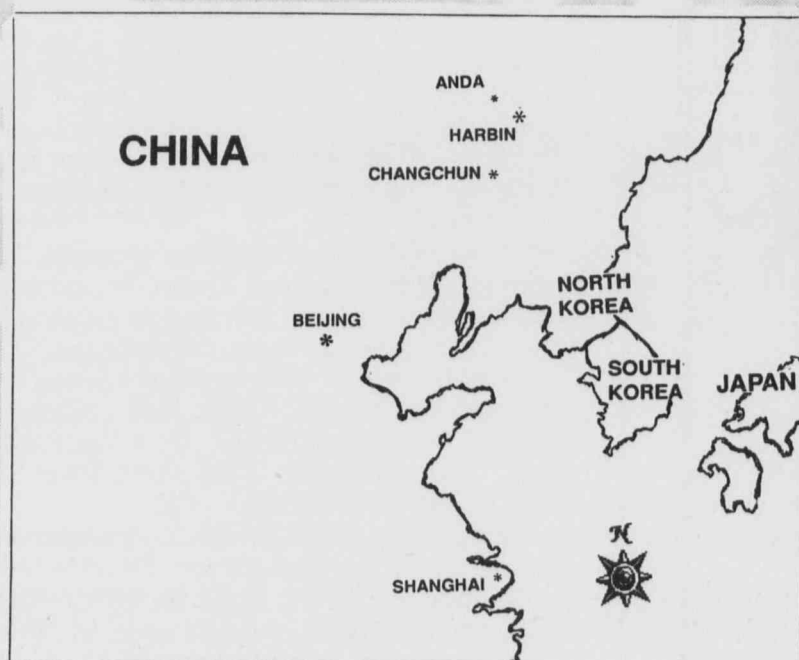 ANDA
HARBIN
CHINA
CHANGCHUN
NORTH
KOREA
BEIJING
SOUTH
KOREA
JAPAN
N
SHANGHAI